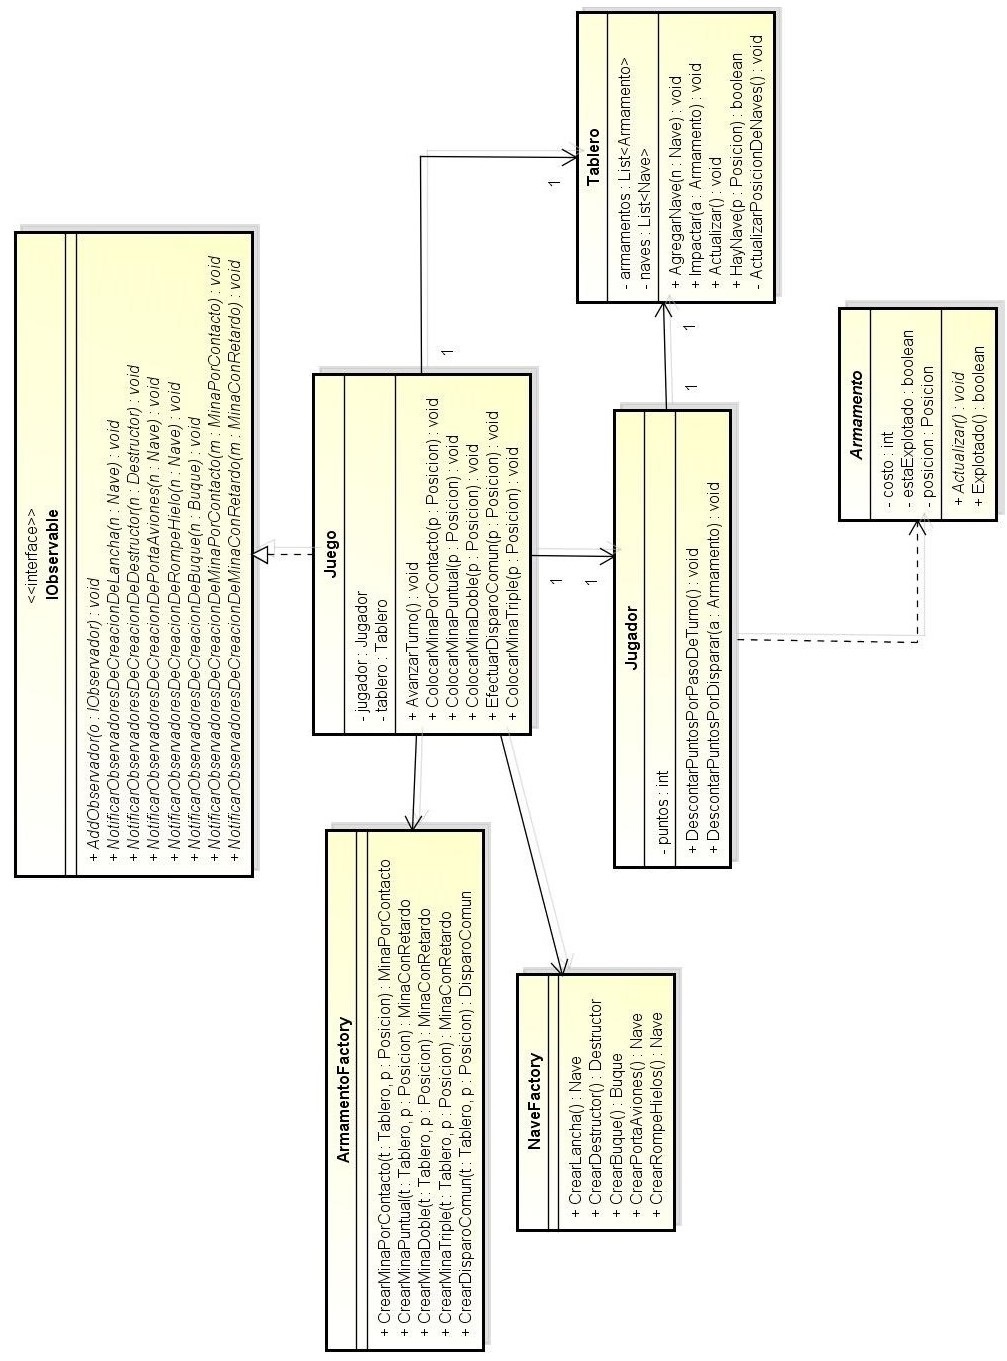 <<interface>>
IObservable
+ AddObservador(o : IObservador) : void
+ NotificarObservadoresDeCreacionDeLancha(n : Nave) : void
+ NotificarObservadoresDeCreacionDeDestructor(n : Destructor) : void
+ NotificarObservadoresDeCreacionDePortaAviones(n : Nave) : void
+ NotificarObservadoresDeCreacionDeRompeHielo(n : Nave) : void
+ NotificarObservadoresDeCreacionDeBuque(n : Buque) : void
+ NotificarObservadoresDeCreacionDeMinaPorContacto(m : MinaPorContacto) : void
+ NotificarObservadoresDeCreacionDeMinaConRetardo(m : MinaConRetardo) : void
ArmamentoFactory
+ CrearMinaPorContacto(t : Tablero, p : Posicion) : MinaPorContacto
+ CrearMinaPuntual(t : Tablero, p : Posicion) : MinaConRetardo
+ CrearMinaDoble(t : Tablero, p : Posicion) : MinaConRetardo
+ CrearMinaTriple(t : Tablero, p : Posicion) : MinaConRetardo
+ CrearDisparoComun(t : Tablero, p : Posicion) : DisparoComun
Juego
- jugador : Jugador
- tablero : Tablero
+ AvanzarTurno() : void
+ ColocarMinaPorContacto(p : Posicion) : void
+ ColocarMinaPuntual(p : Posicion) : void
+ ColocarMinaDoble(p : Posicion) : void
+ EfectuarDisparoComun(p : Posicion) : void
+ ColocarMinaTriple(p : Posicion) : void
1
1
1
1
NaveFactory
+ CrearLancha() : Nave
+ CrearDestructor() : Destructor
+ CrearBuque() : Buque
+ CrearPortaAviones() : Nave
+ CrearRompeHielos() : Nave
Tablero
- armamentos : List<Armamento>
- naves : List<Nave>
+ AgregarNave(n : Nave) : void
+ Impactar(a : Armamento) : void
+ Actualizar() : void
+ HayNave(p : Posicion) : boolean
- ActualizarPosicionDeNaves() : void
Jugador
- puntos : int
+ DescontarPuntosPorPasoDeTurno() : void
+ DescontarPuntosPorDisparar(a : Armamento) : void
1
1
Armamento
- costo : int
- estaExplotado : boolean
- posicion : Posicion
+ Actualizar() : void
+ Explotado() : boolean